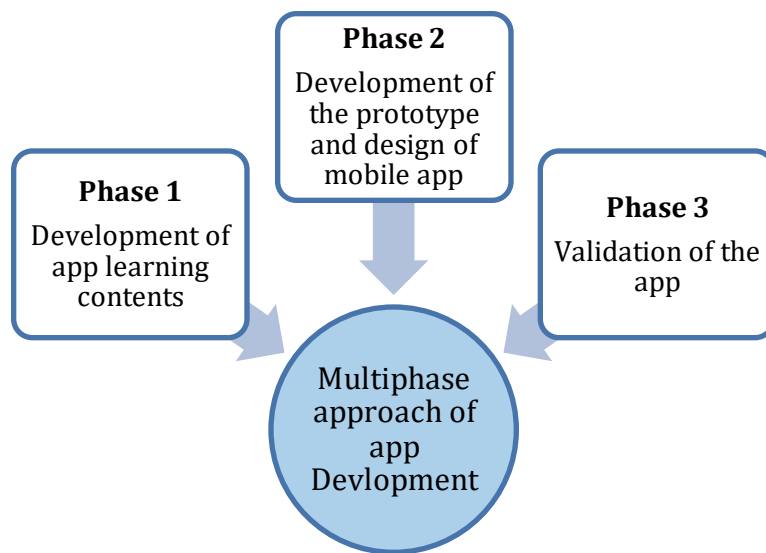 Phase 1
Development of
app learning
contents
Phase 2
Development of
the prototype
and design of
mobile app
Phase 3
Validation of the
app
Multiphase
approach of
app
Devlopment